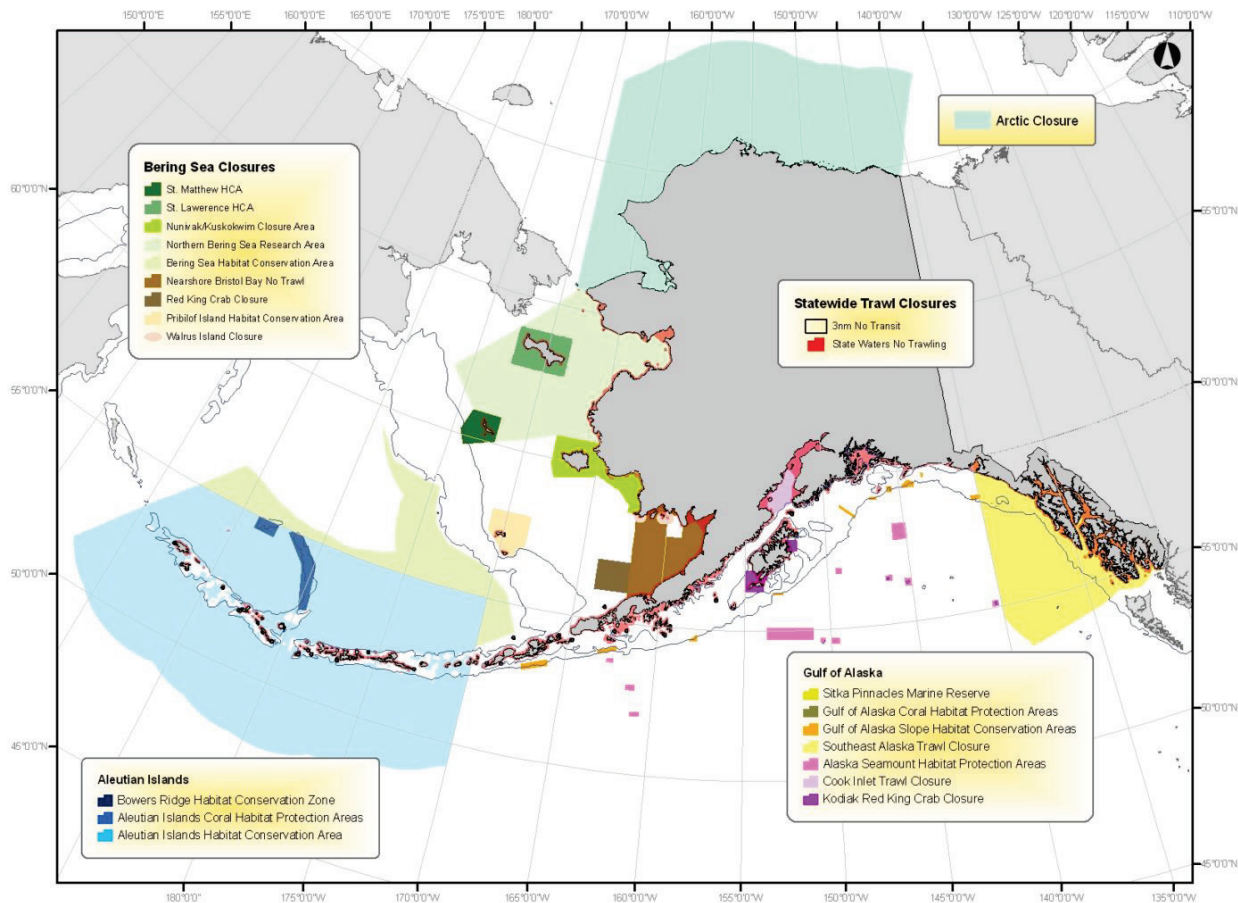 150°0'0"E 155°0'0"E 160°0'0"E 165°0'0"E 170°0'0"E 175°0'0"E 180°0'0" 170°0'0"W 160°0'0"W 150°0'0"W 140°0'0"W 130°0'0"W 125°0'0"W 120°0'0"W 115°0'0"W 110°0'0"W
Arctic Closure
Bering Sea Closures
St. Matthew HCA
St. Lawerence HCA
Nunivak/Kuskokwim Closure Area
Northern Bering Sea Research Area
Bering Sea Habitat Conservation Area
Nearshore Bristol Bay No Trawl
Red King Crab Closure
Pribilof Island Habitat Conservation Area
Walrus Island Closure
Statewide Trawl Closures
3nm No Transit
State Waters No Trawling
60°0'0"N
55°0'0"N
50°0'0"N
45°0'0"N
65°0'0"N
60°0'0"N
55°0'0"N
50°0'0"N
45°0'0"N
Gulf of Alaska
Sitka Pinnacles Marine Reserve
Gulf of Alaska Coral Habitat Protection Areas
Gulf of Alaska Slope Habitat Conservation Areas
Southeast Alaska Trawl Closure
Alaska Seamount Habitat Protection Areas
Cook Inlet Trawl Closure
Kodiak Red King Crab Closure
Aleutian Islands
Bowers Ridge Habitat Conservation Zone
Aleutian Islands Coral Habitat Protection Areas
Aleutian Islands Habitat Conservation Area
180°0'0" 175°0'0"W 170°0'0"W 165°0'0"W 160°0'0"W 155°0'0"W 150°0'0"W 145°0'0"W 140°0'0"W 135°0'0"W